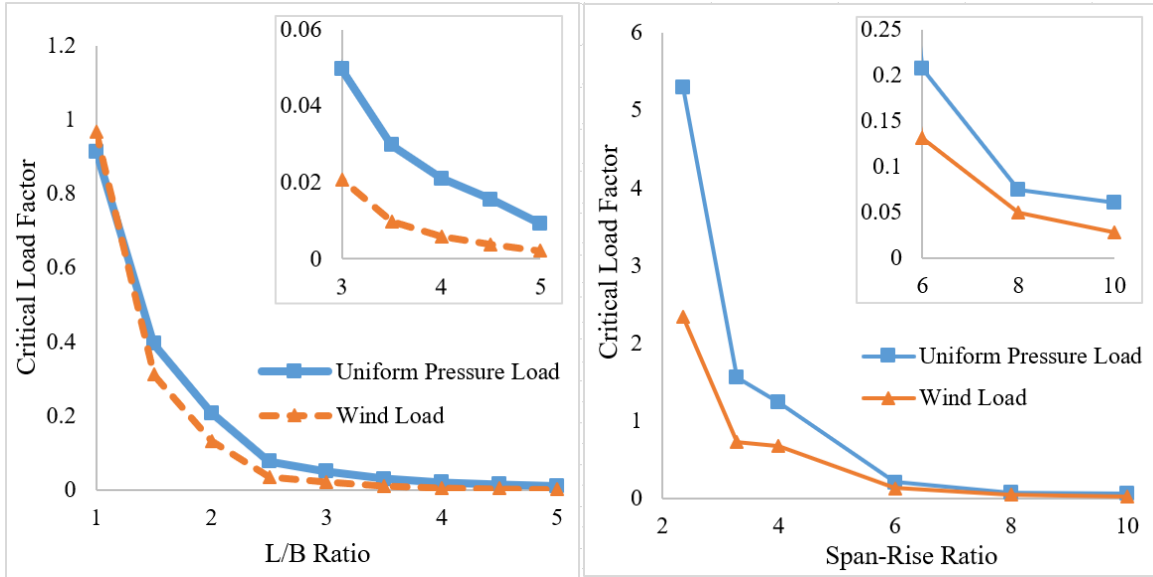 Critical Load Factor
1.2
1
0.8
0.6
0.4
0.2
0
1 2 3 4 5
L/B Ratio
0.06
0.04
0.02
0
3 4 5
Uniform Pressure Load
Wind Load
Critical Load Factor
6
5
4
3
2
1
0
2 4 6 8 10
Span-Rise Ratio
0.25
0.2
0.15
0.1
0.05
0
6 8 10
Uniform Pressure Load
Wind Load